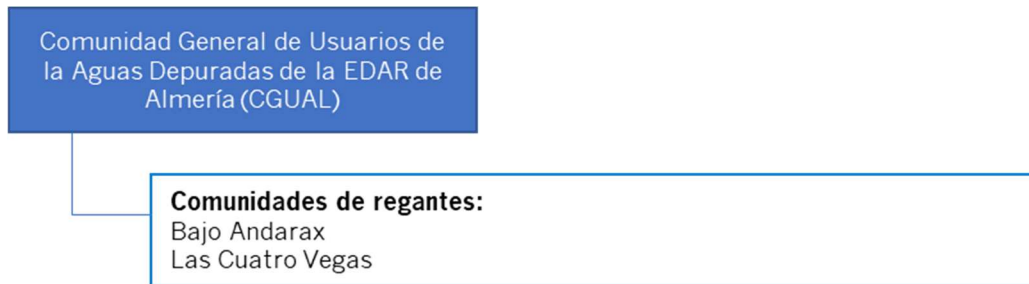 Comunidad General de Usuarios de
la Aguas Depuradas de la EDAR de
Almería (CGUAL)
Comunidades de regantes:
Bajo Andarax
Las Cuatro Vegas